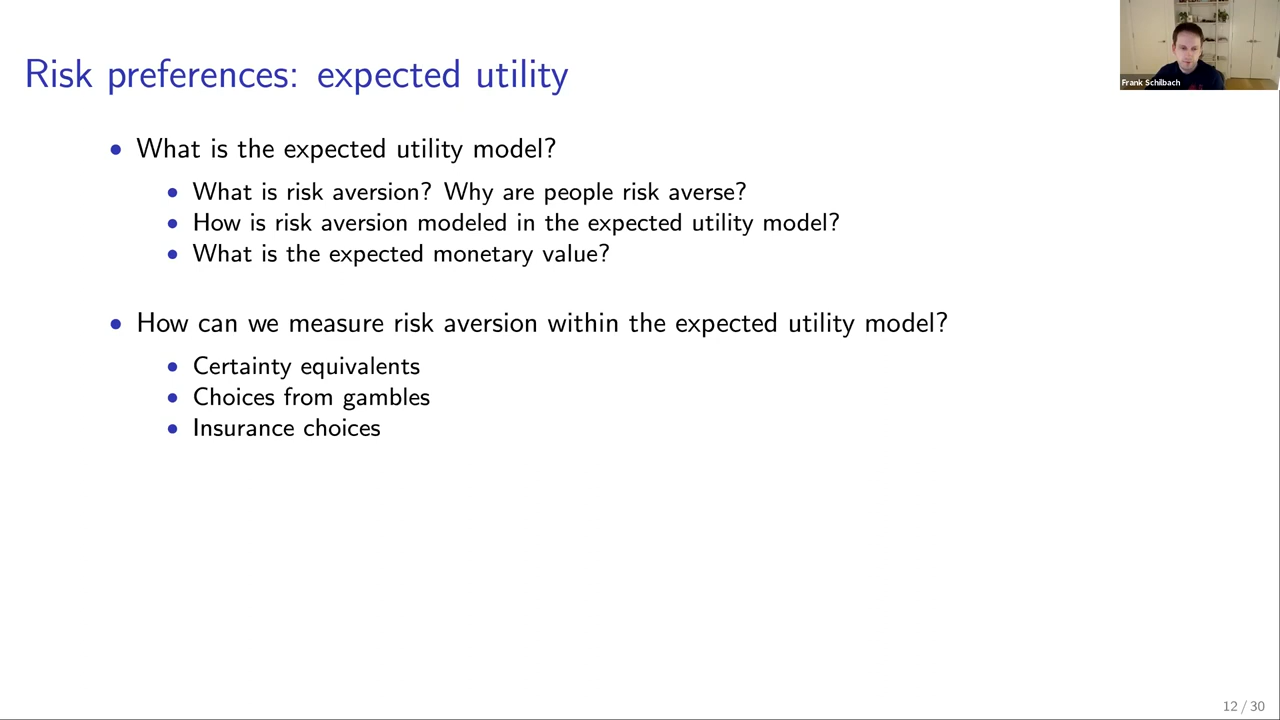 Risk preferences: expected utility
Frank Schilbach
• What is the expected utility model?
• What is risk aversion? Why are people risk averse?
• How is risk aversion modeled in the expected utility model?
• What is the expected monetary value?
• How can we measure risk aversion within the expected utility model?
• Certainty equivalents
• Choices from gambles
• Insurance choices
12 / 30